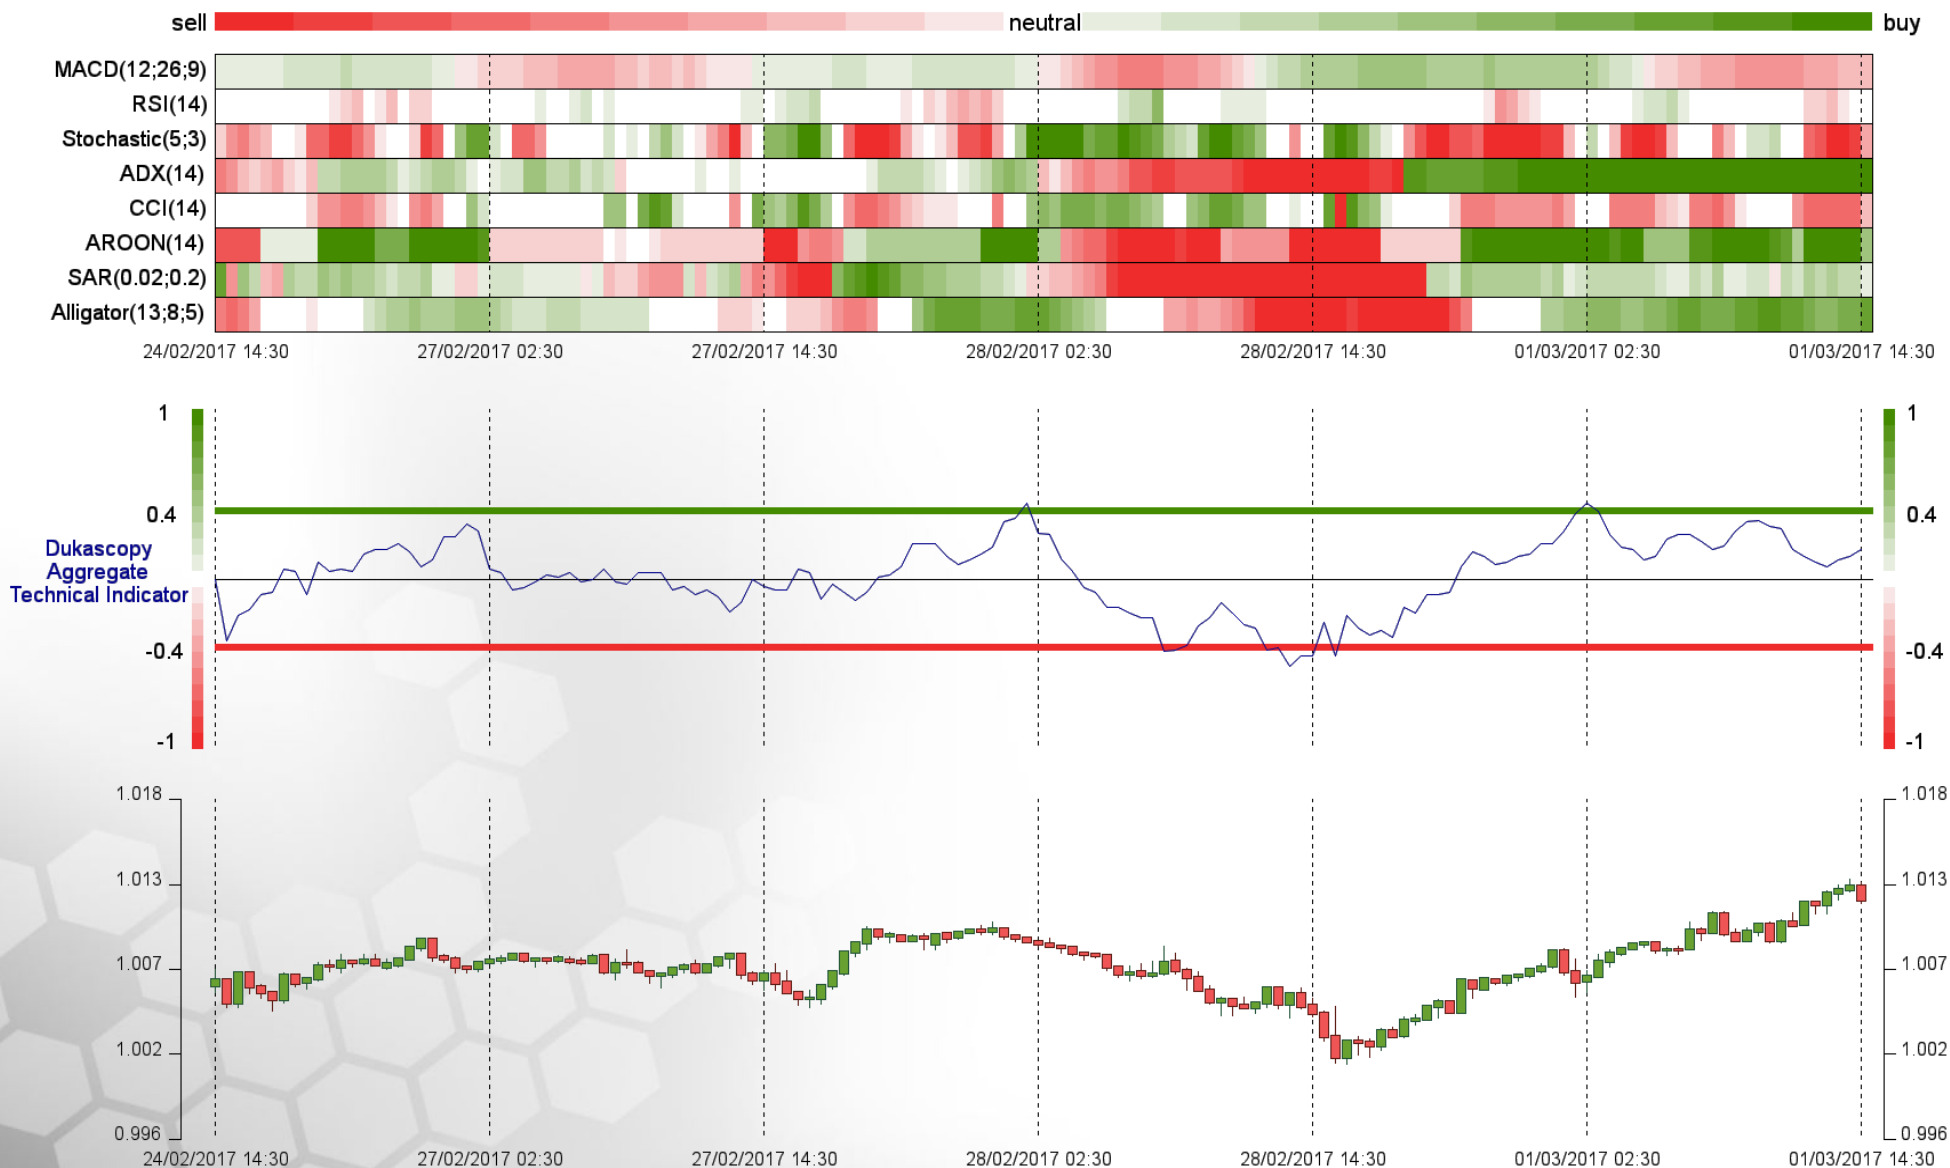 sell neutral buy
MACD(12;26;9)
RSI(14)
Stochastic(5;3)
ADX(14)
CCI(14)
AROON(14)
SAR(0.02;0.2)
Alligator(13;8;5)
24/02/2017 14:30 27/02/2017 02:30 27/02/2017 14:30 28/02/2017 02:30 28/02/2017 14:30 01/03/2017 02:30 01/03/2017 14:30
1 1
0.4 0.4
Dukascopy
Aggregate
Technical Indicator
-0.4 -0.4
-1 -1
1.018 1.018
1.013 1.013
1.007 1.007
1.002 1.002
0.996 0.996
24/02/2017 14:30 27/02/2017 02:30 27/02/2017 14:30 28/02/2017 02:30 28/02/2017 14:30 01/03/2017 02:30 01/03/2017 14:30